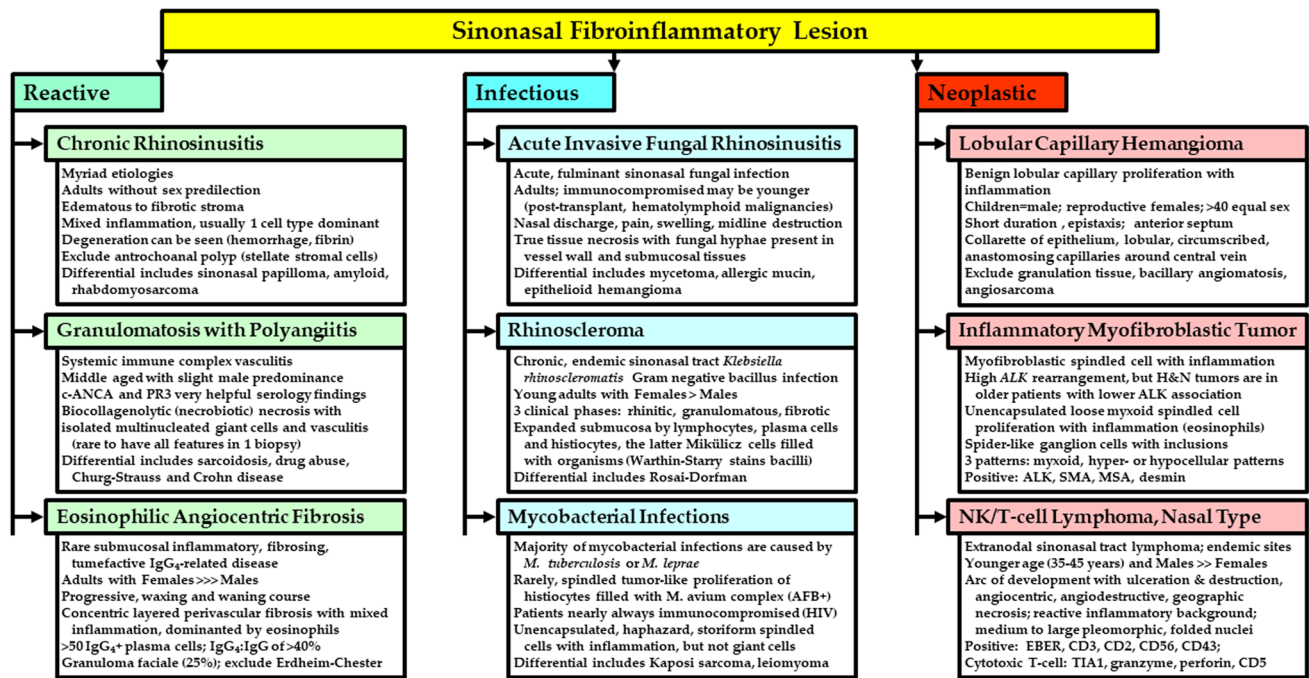 Sinonasal Fibroinflammatory Lesion
Reactive
Chronic Rhinosinusitis
Myriad etiologies
Adults without sex predilection
Edematous to fibrotic stroma
Mixed inflammation, usually 1 cell type dominant
Degeneration can be seen (hemorrhage, fibrin)
Exclude antrochoanal polyp (stellate stromal cells)
Differential includes sinonasal papilloma, amyloid,
rhabdomyosarcoma
Granulomatosis with Polyangiitis
Systemic immune complex vasculitis
Middle aged with slight male predominance
c-ANCA and PR3 very helpful serology findings
Biocollagenolytic (necrobiotic) necrosis with
isolated multinucleated giant cells and vasculitis
(rare to have all features in 1 biopsy)
Differential includes sarcoidosis, drug abuse,
Churg-Strauss and Crohn disease
Eosinophilic Angiocentric Fibrosis
Rare submucosal inflammatory, fibrosing,
tumefactive IgG₄-related disease
Adults with Females >>> Males
Progressive, waxing and waning course
Concentric layered perivascular fibrosis with mixed
inflammation, dominated by eosinophils
>50 IgG₄+ plasma cells; IgG₄:IgG of >40%
Granuloma faciale (25%); exclude Erdheim-Chester
Infectious
Acute Invasive Fungal Rhinosinusitis
Acute, fulminant sinonasal fungal infection
Adults; immunocompromised may be younger
(post-transplant, hematolymphoid malignancies)
Nasal discharge, pain, swelling, midline destruction
True tissue necrosis with fungal hyphae present in
vessel wall and submucosal tissues
Differential includes mycetoma, allergic mucin,
epithelioid hemangioma
Rhinoscleroma
Chronic, endemic sinonasal tract Klebsiella
rhinoscleromatis Gram negative bacillus infection
Young adults with Females > Males
3 clinical phases: rhinitic, granulomatous, fibrotic
Expanded submucosa by lymphocytes, plasma cells
and histiocytes, the latter Mikúlicz cells filled
with organisms (Warthin-Starry stains bacilli)
Differential includes Rosai-Dorfman
Mycobacterial Infections
Majority of mycobacterial infections are caused by
M. tuberculosis or M. leprae
Rarely, spindled tumor-like proliferation of
histiocytes filled with M. avium complex (AFB+)
Patients nearly always immunocompromised (HIV)
Unencapsulated, haphazard, storiform spindled
cells with inflammation, but not giant cells
Differential includes Kaposi sarcoma, leiomyoma
Neoplastic
Lobular Capillary Hemangioma
Benign lobular capillary proliferation with
inflammation
Children=male; reproductive females; >40 equal sex
Short duration , epistaxis; anterior septum
Collarette of epithelium, lobular, circumscribed,
anastomosing capillaries around central vein
Exclude granulation tissue, bacillary angiomatosis,
angiosarcoma
Inflammatory Myofibroblastic Tumor
Myofibroblastic spindled cell with inflammation
High ALK rearrangement, but H&N tumors are in
older patients with lower ALK association
Unencapsulated loose myxoid spindled cell
proliferation with inflammation (eosinophils)
Spider-like ganglion cells with inclusions
3 patterns: myxoid, hyper- or hypocellular patterns
Positive: ALK, SMA, MSA, desmin
NK/T-cell Lymphoma, Nasal Type
Extranodal sinonasal tract lymphoma; endemic sites
Younger age (35-45 years) and Males >> Females
Arc of development with ulceration & destruction,
angiocentric, angiodestructive, geographic
necrosis; reactive inflammatory background;
medium to large pleomorphic, folded nuclei
Positive: EBER, CD3, CD2, CD56, CD43;
Cytotoxic T-cell: TIA1, granzyme, perforin, CD5